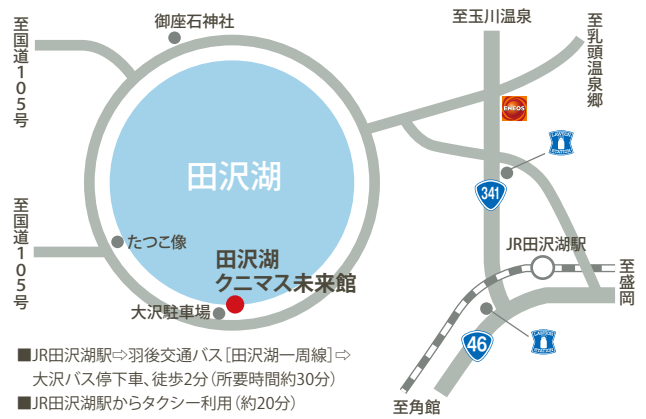 御座石神社
至玉川温泉
至乳頭温泉郷
至国道105号
ENEOS
LAWSON
STATION
田沢湖
341
至国道105号
たつこ像
JR田沢湖駅
田沢湖
クニマス未来館
至盛岡
大沢駐車場
46
LAWSON
STATION
■JR田沢湖駅⇨羽後交通バス[田沢湖一周線]⇨
大沢バス停下車、徒歩2分(所要時間約30分)
■JR田沢湖駅からタクシー利用(約20分)
至角館